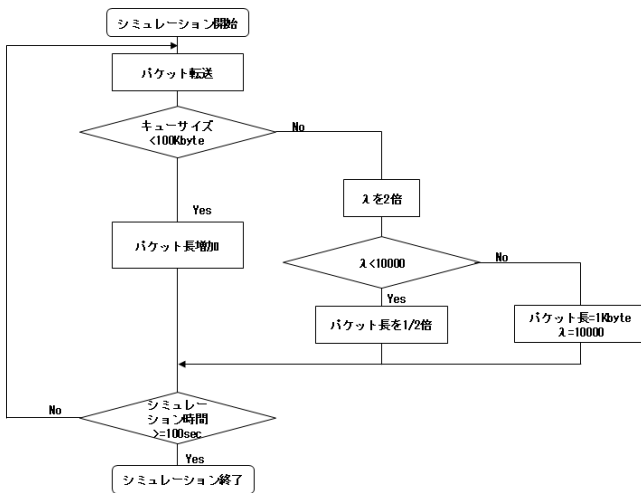 シミュレーション開始
パケット転送
キューサイズ
<100Kbyte
No
λを2倍
Yes
パケット長増加
λ<10000
No
Yes
パケット長を1/2倍
パケット長=1Kbyte
λ=10000
シミュレー
ション時間
>=100sec
No
Yes
シミュレーション終了